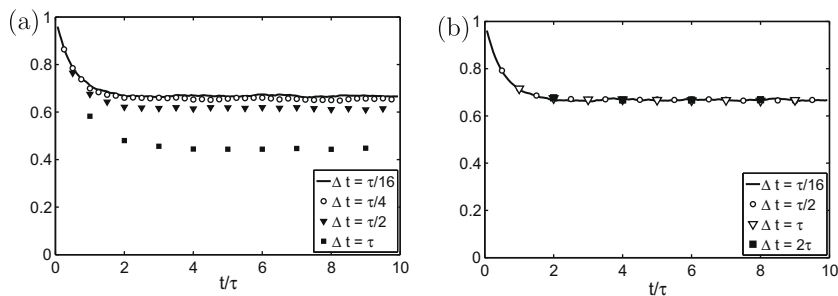 (a)
1
0.8
0.6
0.4
0.2
0
0 2 4 6 8 10
t/τ
Δ t = τ/16
Δ t = τ/4
Δ t = τ/2
Δ t = τ
(b)
1
0.8
0.6
0.4
0.2
0
0 2 4 6 8 10
t/τ
Δ t = τ/16
Δ t = τ/2
Δ t = τ
Δ t = 2τ